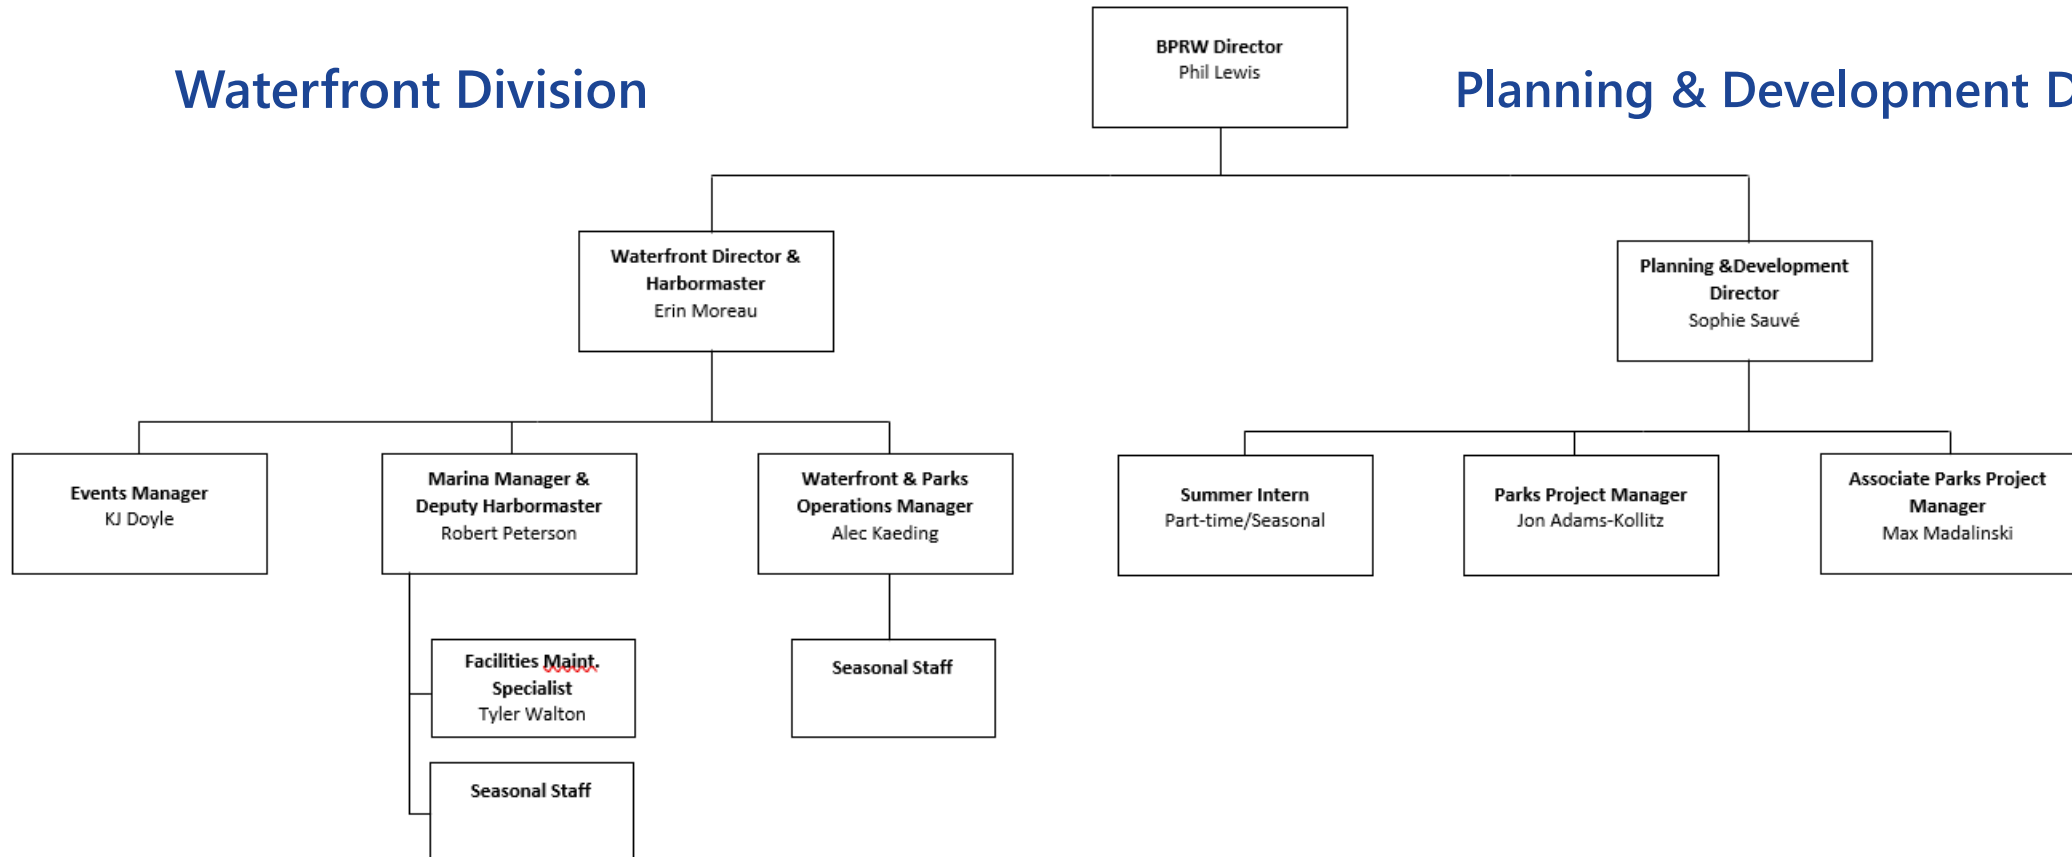 Waterfront Division
BPRW Director
Phil Lewis
Planning & Development D
Waterfront Director &
Harbormaster
Erin Moreau
Planning &Development
Director
Sophie Sauvé
Events Manager
KJ Doyle
Marina Manager &
Deputy Harbormaster
Robert Peterson
Waterfront & Parks
Operations Manager
Alec Kaeding
Summer Intern
Part-time/Seasonal
Parks Project Manager
Jon Adams-Kollitz
Associate Parks Project
Manager
Max Madalinski
Facilities Maint.
Specialist
Tyler Walton
Seasonal Staff
Seasonal Staff